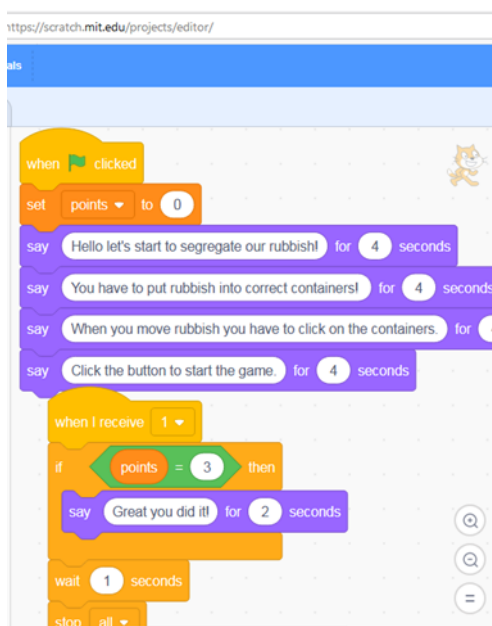 https://scratch.mit.edu/projects/editor/
als
when clicked
set points to 0
say Hello let's start to segregate our rubbish! for 4 seconds
say You have to put rubbish into correct containers! for 4 seconds
say When you move rubbish you have to click on the containers. for
say Click the button to start the game. for 4 seconds
when I receive 1
if points = 3 then
say Great you did it! for 2 seconds
wait 1 seconds
stop all